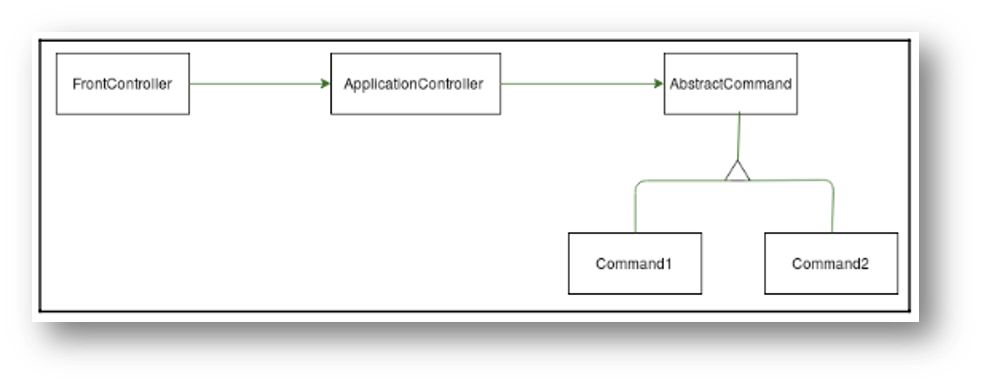 FrontController
ApplicationController
AbstractCommand
Command1
Command2